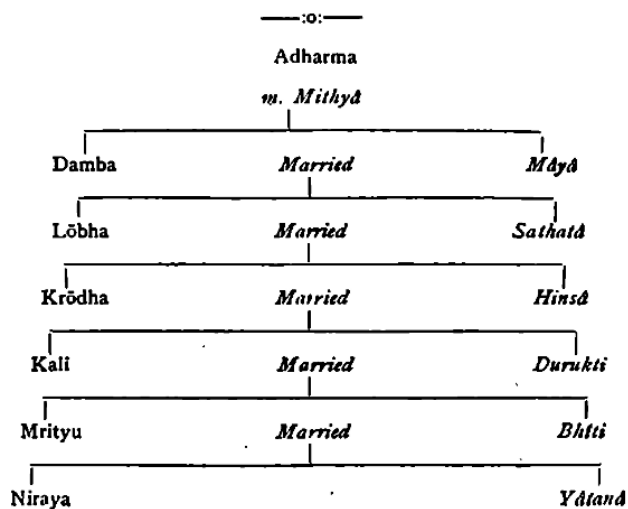 :o:
Adharma
m. Mithyâ
Damba Married Mâyâ
Lōbha Married Sathatâ
Krōdha Married Hinsâ
Kali Married Durukti
Mrityu Married Bhîti
Niraya Yâtanâ